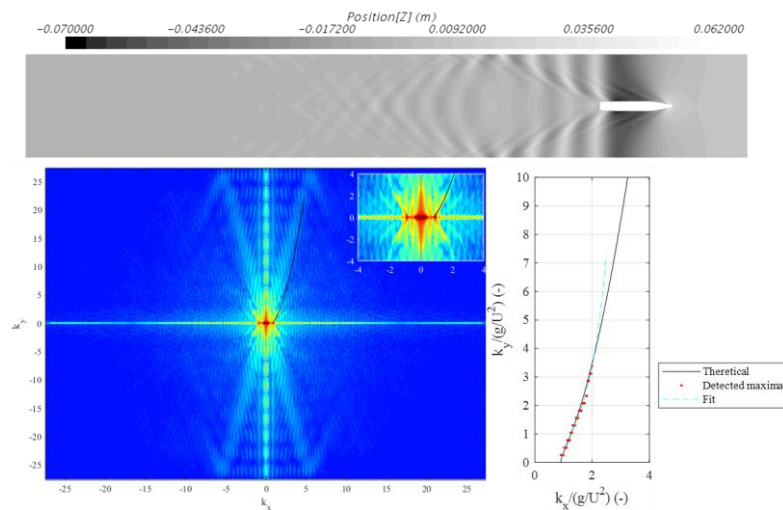 Position[Z] (m)
-0.070000 -0.043600 -0.017200 0.0092000 0.035600 0.062000
25
20
15
10
5
0
-5
-10
-15
-20
-25
k_y
-25 -20 -15 -10 -5 0 5 10 15 20 25
k_x
4
2
0
-2
-4
-4 -2 0 2 4
10
9
8
7
6
5
4
3
2
1
0
k_y/(g/U²) (-)
0 2 4
k_x/(g/U²) (-)
Theretical
Detected maxima
Fit